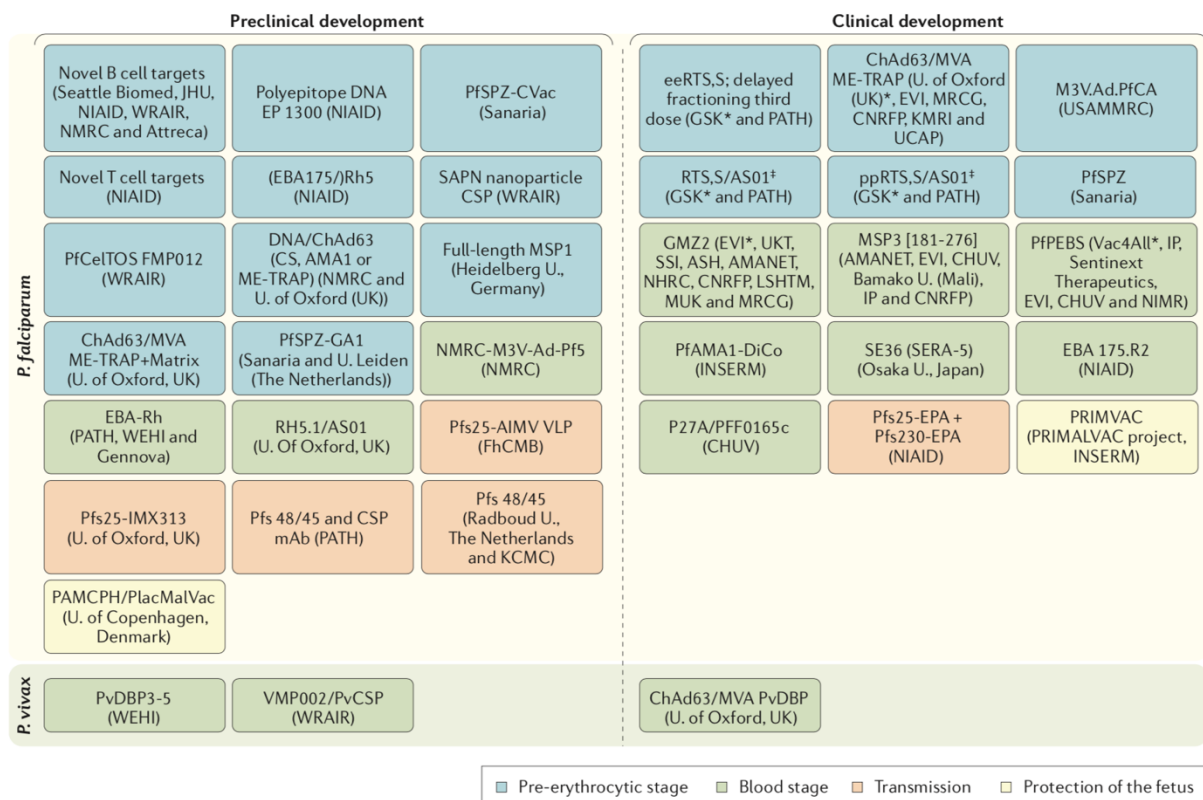 Preclinical development
Clinical development
P. falciparum
Novel B cell targets
(Seattle Biomed, JHU,
NIAID, WRAIR,
NMRC and Attreca)
Polyepitope DNA
EP 1300 (NIAID)
PfSPZ-CVac
(Sanaria)
eeRTS,S; delayed
fractioning third
dose (GSK* and PATH)
ChAd63/MVA
ME-TRAP (U. of Oxford
(UK)*, EVI, MRCG,
CNRFP, KMRI and
UCAP)
M3V.Ad.PfCA
(USAMMRC)
Novel T cell targets
(NIAID)
(EBA175/)Rh5
(NIAID)
SAPN nanoparticle
CSP (WRAIR)
RTS,S/AS01‡
(GSK* and PATH)
ppRTS,S/AS01‡
(GSK* and PATH)
PfSPZ
(Sanaria)
PfCelTOS FMP012
(WRAIR)
DNA/ChAd63
(CS, AMA1 or
ME-TRAP) (NMRC and
U. of Oxford (UK))
Full-length MSP1
(Heidelberg U.,
Germany)
GMZ2 (EVI*, UKT,
SSI, ASH, AMANET,
NHRC, CNRFP, LSHTM,
MUK and MRCG)
MSP3 [181-276]
(AMANET, EVI, CHUV,
Bamako U. (Mali),
IP and CNRFP)
PfPEBS (Vac4All*, IP,
Sentinext
Therapeutics,
EVI, CHUV and NIMR)
ChAd63/MVA
ME-TRAP+Matrix
(U. of Oxford, UK)
PfSPZ-GA1
(Sanaria and U. Leiden
(The Netherlands))
NMRC-M3V-Ad-Pf5
(NMRC)
PfAMA1-DiCo
(INSERM)
SE36 (SERA-5)
(Osaka U., Japan)
EBA 175.R2
(NIAID)
EBA-Rh
(PATH, WEHI and
Gennova)
RH5.1/AS01
(U. Of Oxford, UK)
Pfs25-AIMV VLP
(FhCMB)
P27A/PFF0165c
(CHUV)
Pfs25-EPA +
Pfs230-EPA
(NIAID)
PRIMVAC
(PRIMALVAC project,
INSERM)
Pfs25-IMX313
(U. of Oxford, UK)
Pfs 48/45 and CSP
mAb (PATH)
Pfs 48/45
(Radboud U.,
The Netherlands
and KCMC)
PAMCPH/PlacMalVac
(U. of Copenhagen,
Denmark)
P. vivax
PvDBP3-5
(WEHI)
VMP002/PvCSP
(WRAIR)
ChAd63/MVA PvDBP
(U. of Oxford, UK)
Pre-erythrocytic stage
Blood stage
Transmission
Protection of the fetus